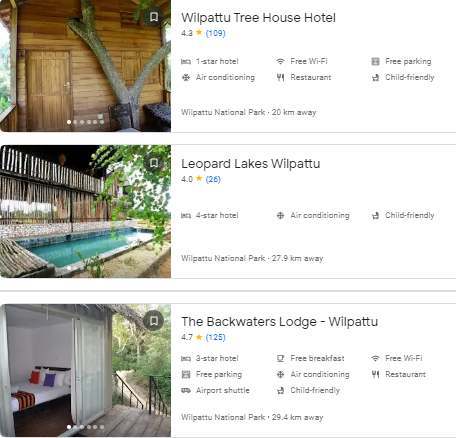 Wilpattu Tree House Hotel
4.3 ★ (109)
1-star hotel Free Wi-Fi Free parking
Air conditioning Restaurant Child-friendly
Wilpattu National Park · 20 km away
Leopard Lakes Wilpattu
4.0 ★ (26)
4-star hotel Air conditioning Child-friendly
Wilpattu National Park · 27.9 km away
The Backwaters Lodge - Wilpattu
4.7 ★ (125)
3-star hotel Free breakfast Free Wi-Fi
Free parking Air conditioning Restaurant
Airport shuttle Child-friendly
Wilpattu National Park · 29.4 km away